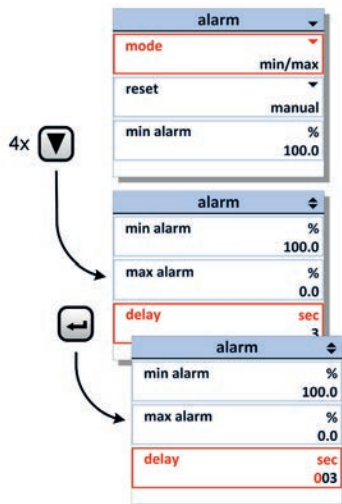 alarm
mode
min/max
reset
manual
min alarm %
100.0
4x
alarm
min alarm %
100.0
max alarm %
0.0
delay sec
3
alarm
min alarm %
100.0
max alarm %
0.0
delay sec
003